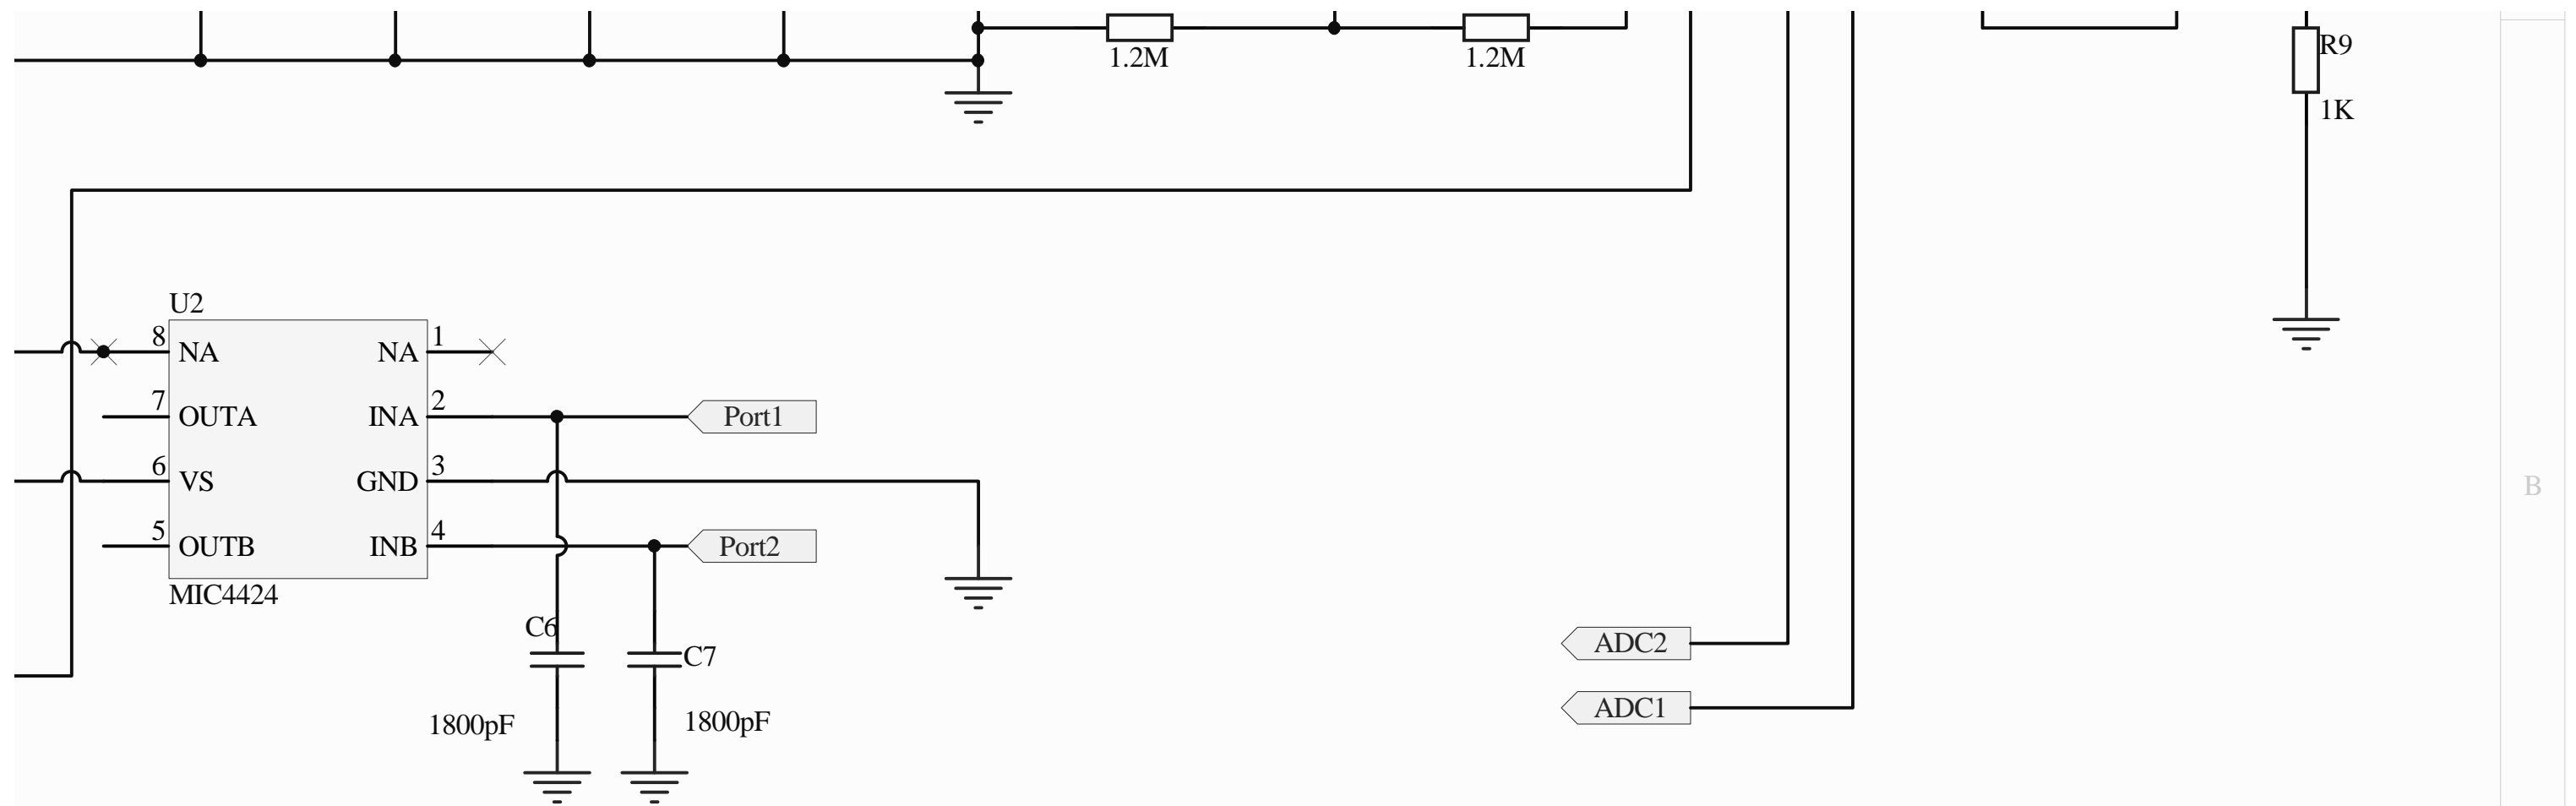 1.2M
1.2M
R9
1K
U2
8 NA NA 1
7 OUTA INA 2
Port1
6 VS GND 3
5 OUTB INB 4
Port2
MIC4424
C6
C7
1800pF
1800pF
ADC2
ADC1
B